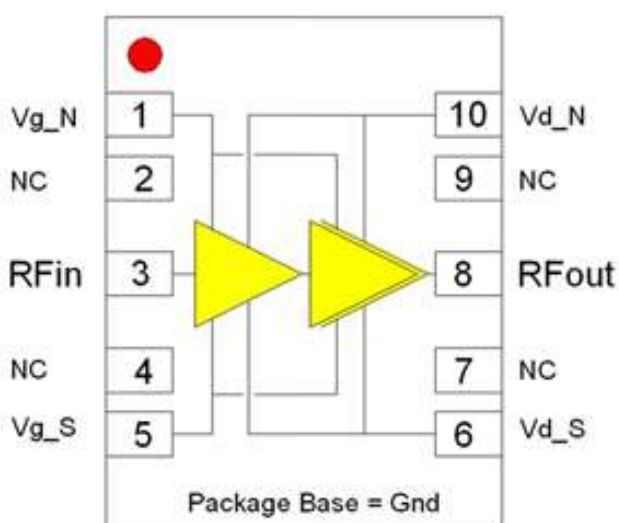 Vg_N 1 10 Vd_N
NC 2 9 NC
RFin 3 8 RFout
NC 4 7 NC
Vg_S 5 6 Vd_S
Package Base = Gnd